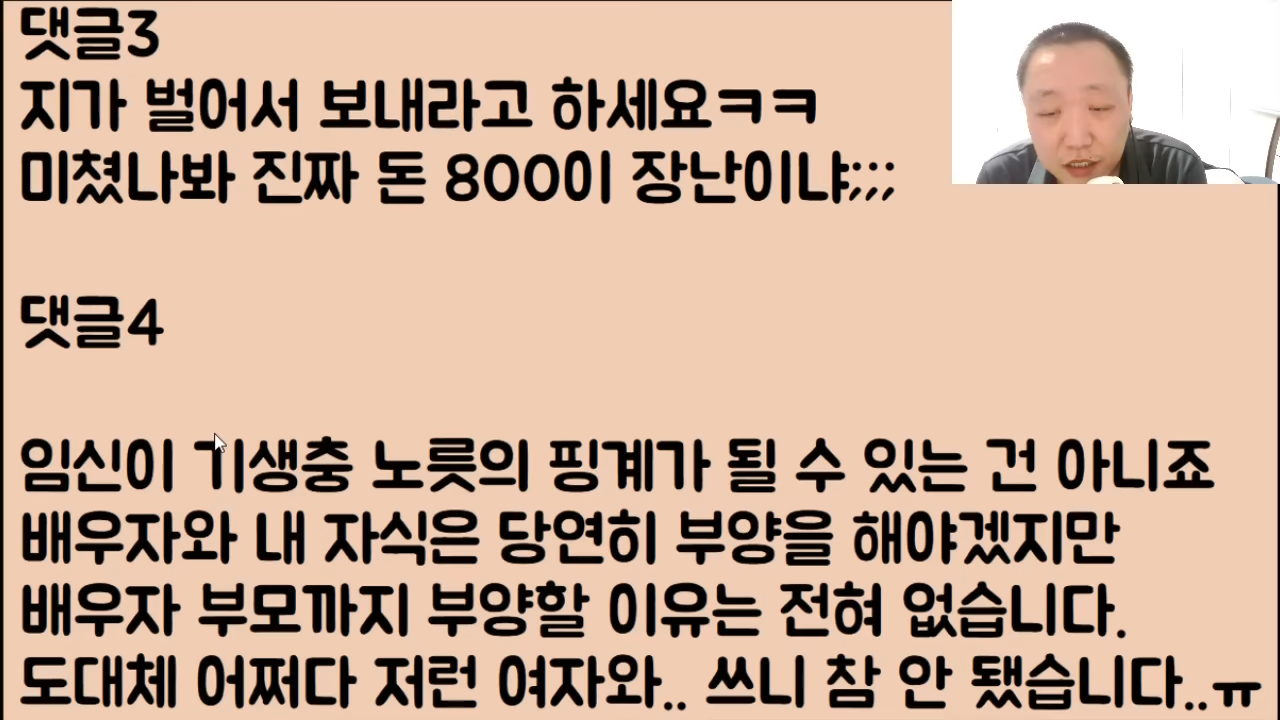 댓글3
지가 벌어서 보내라고 하세요ㅋㅋ
미쳤나봐 진짜 돈 800이 장난이냐;;;
댓글4
임신이 기생충 노릇의 핑계가 될 수 있는 건 아니죠
배우자와 내 자식은 당연히 부양을 해야겠지만
배우자 부모까지 부양할 이유는 전혀 없습니다.
도대체 어쩌다 저런 여자와.. 쓰니 참 안 됐습니다..ㅠ